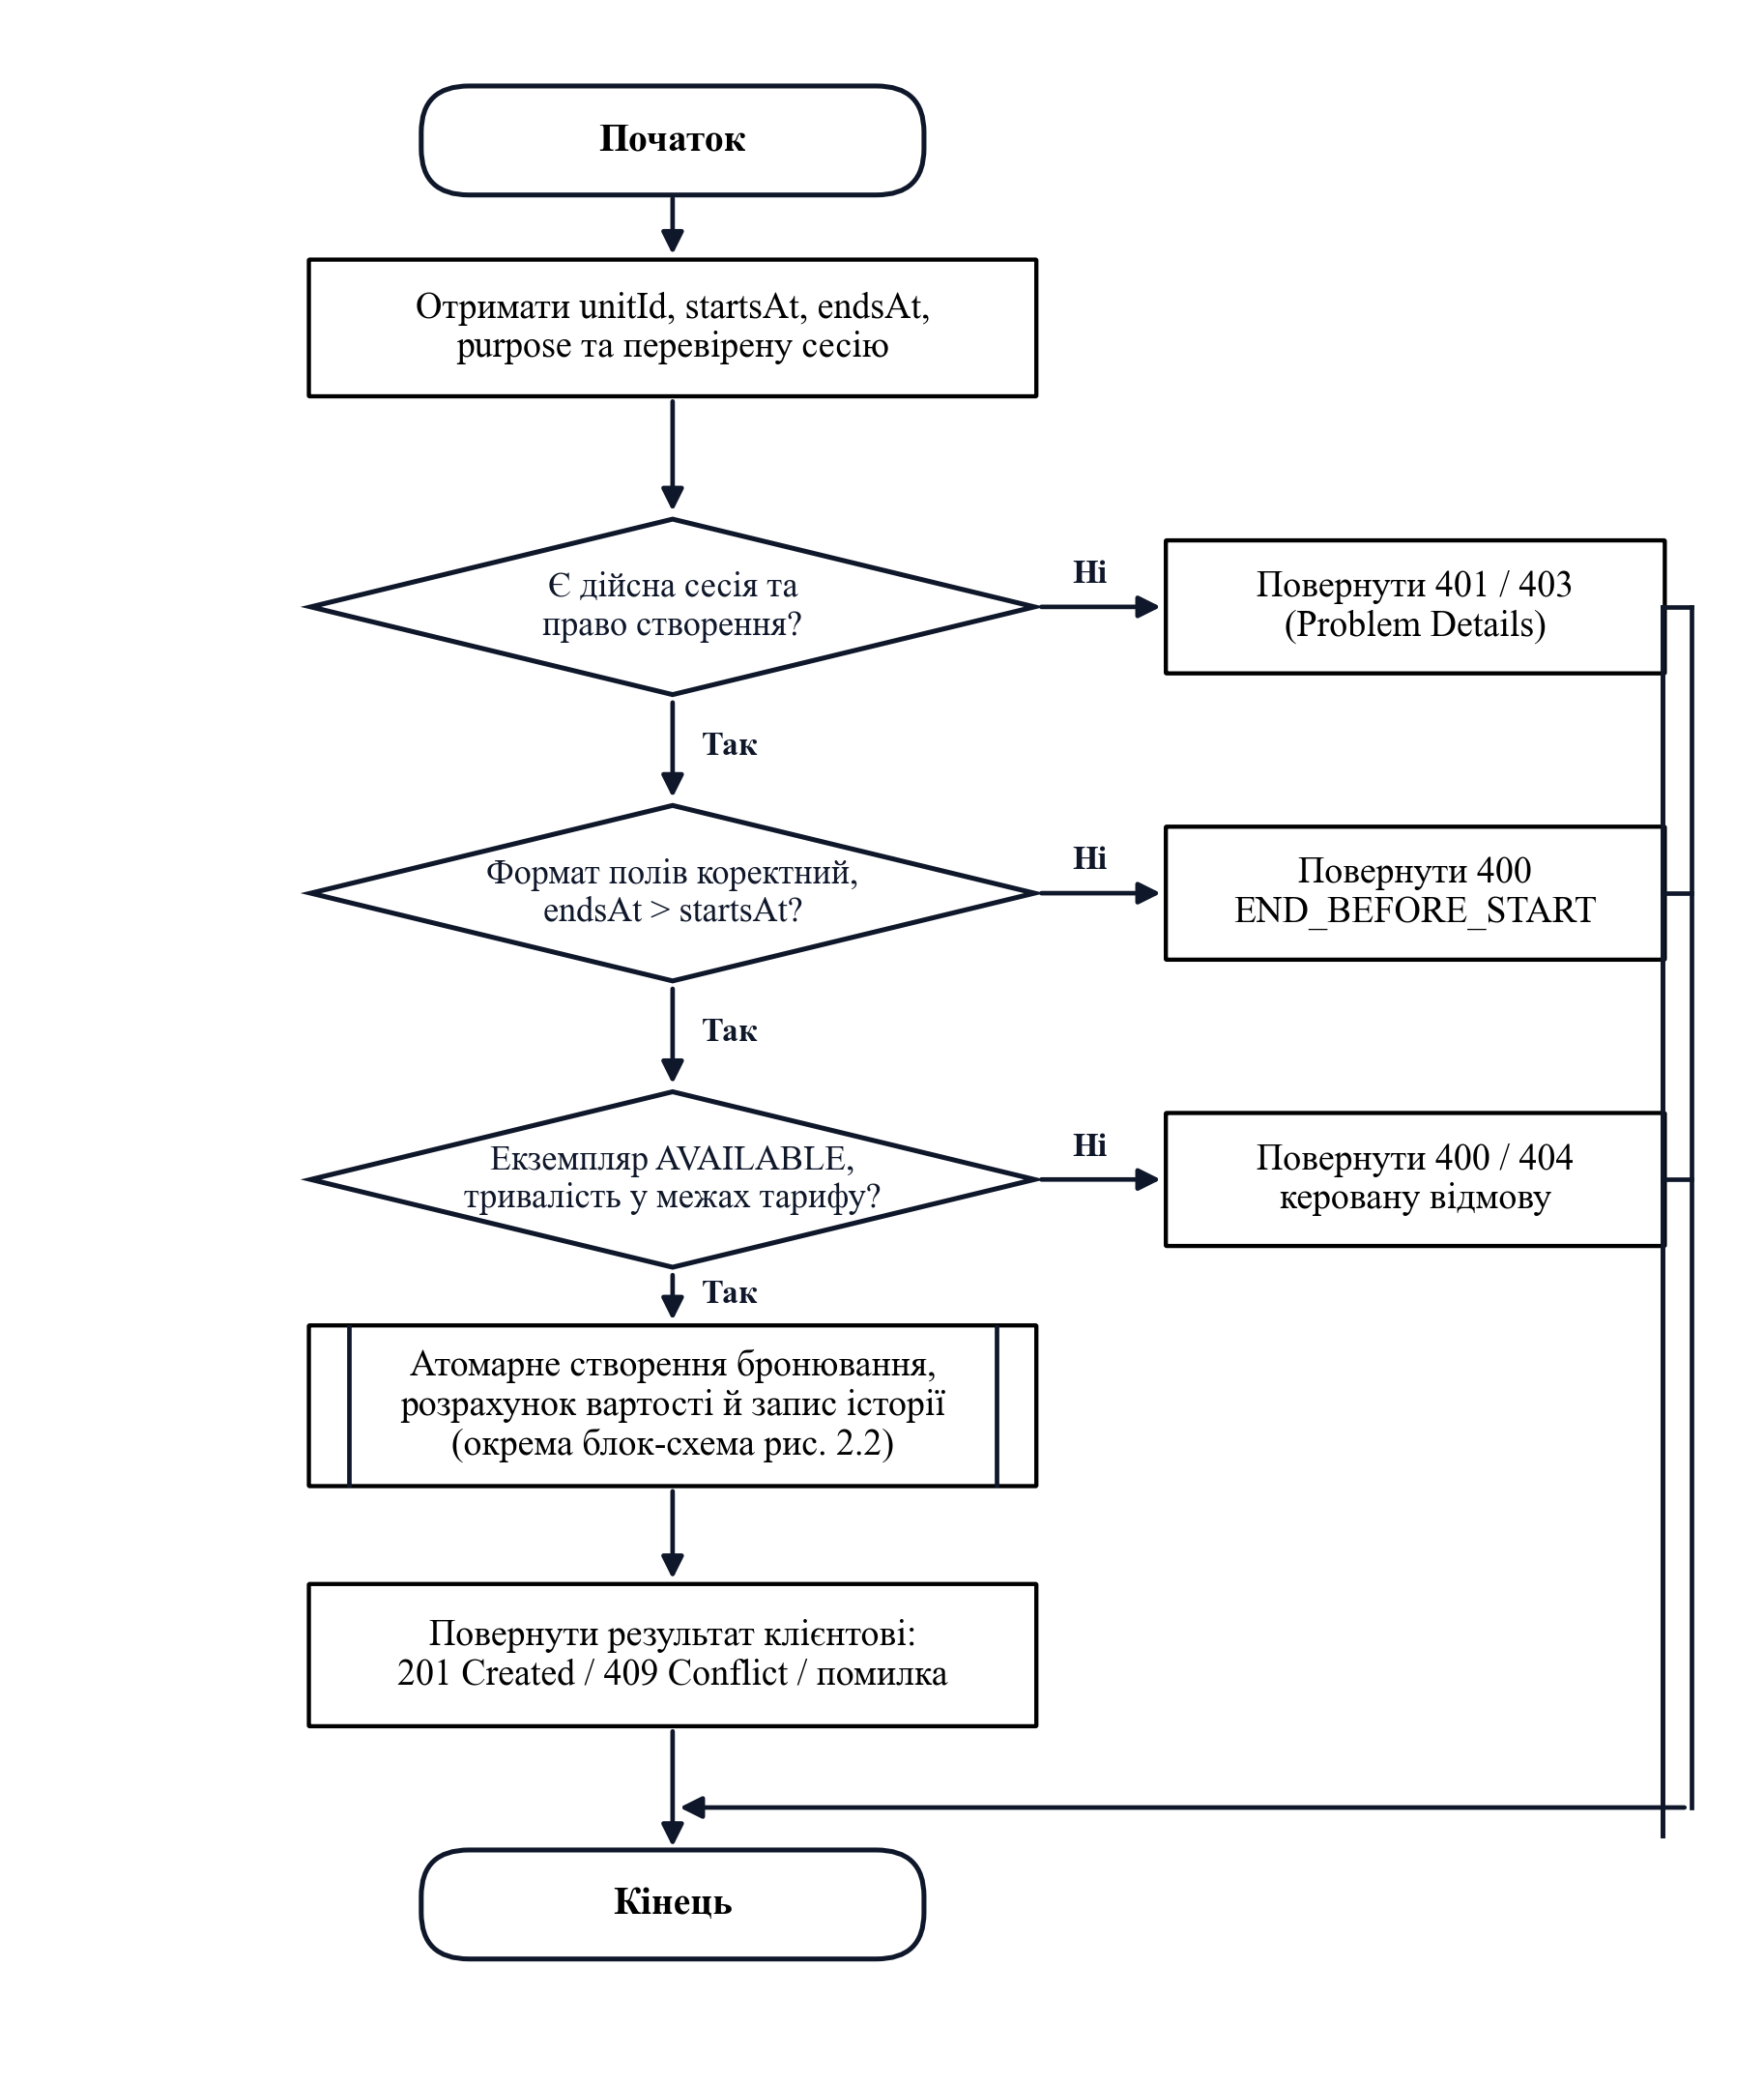 Початок
Отримати unitId, startsAt, endsAt,
purpose та перевірену сесію
Є дійсна сесія та
право створення?
Ні
Повернути 401 / 403
(Problem Details)
Так
Формат полів коректний,
endsAt > startsAt?
Ні
Повернути 400
END_BEFORE_START
Так
Екземпляр AVAILABLE,
тривалість у межах тарифу?
Ні
Повернути 400 / 404
керовану відмову
Так
Атомарне створення бронювання,
розрахунок вартості й запис історії
(окрема блок-схема рис. 2.2)
Повернути результат клієнтові:
201 Created / 409 Conflict / помилка
Кінець